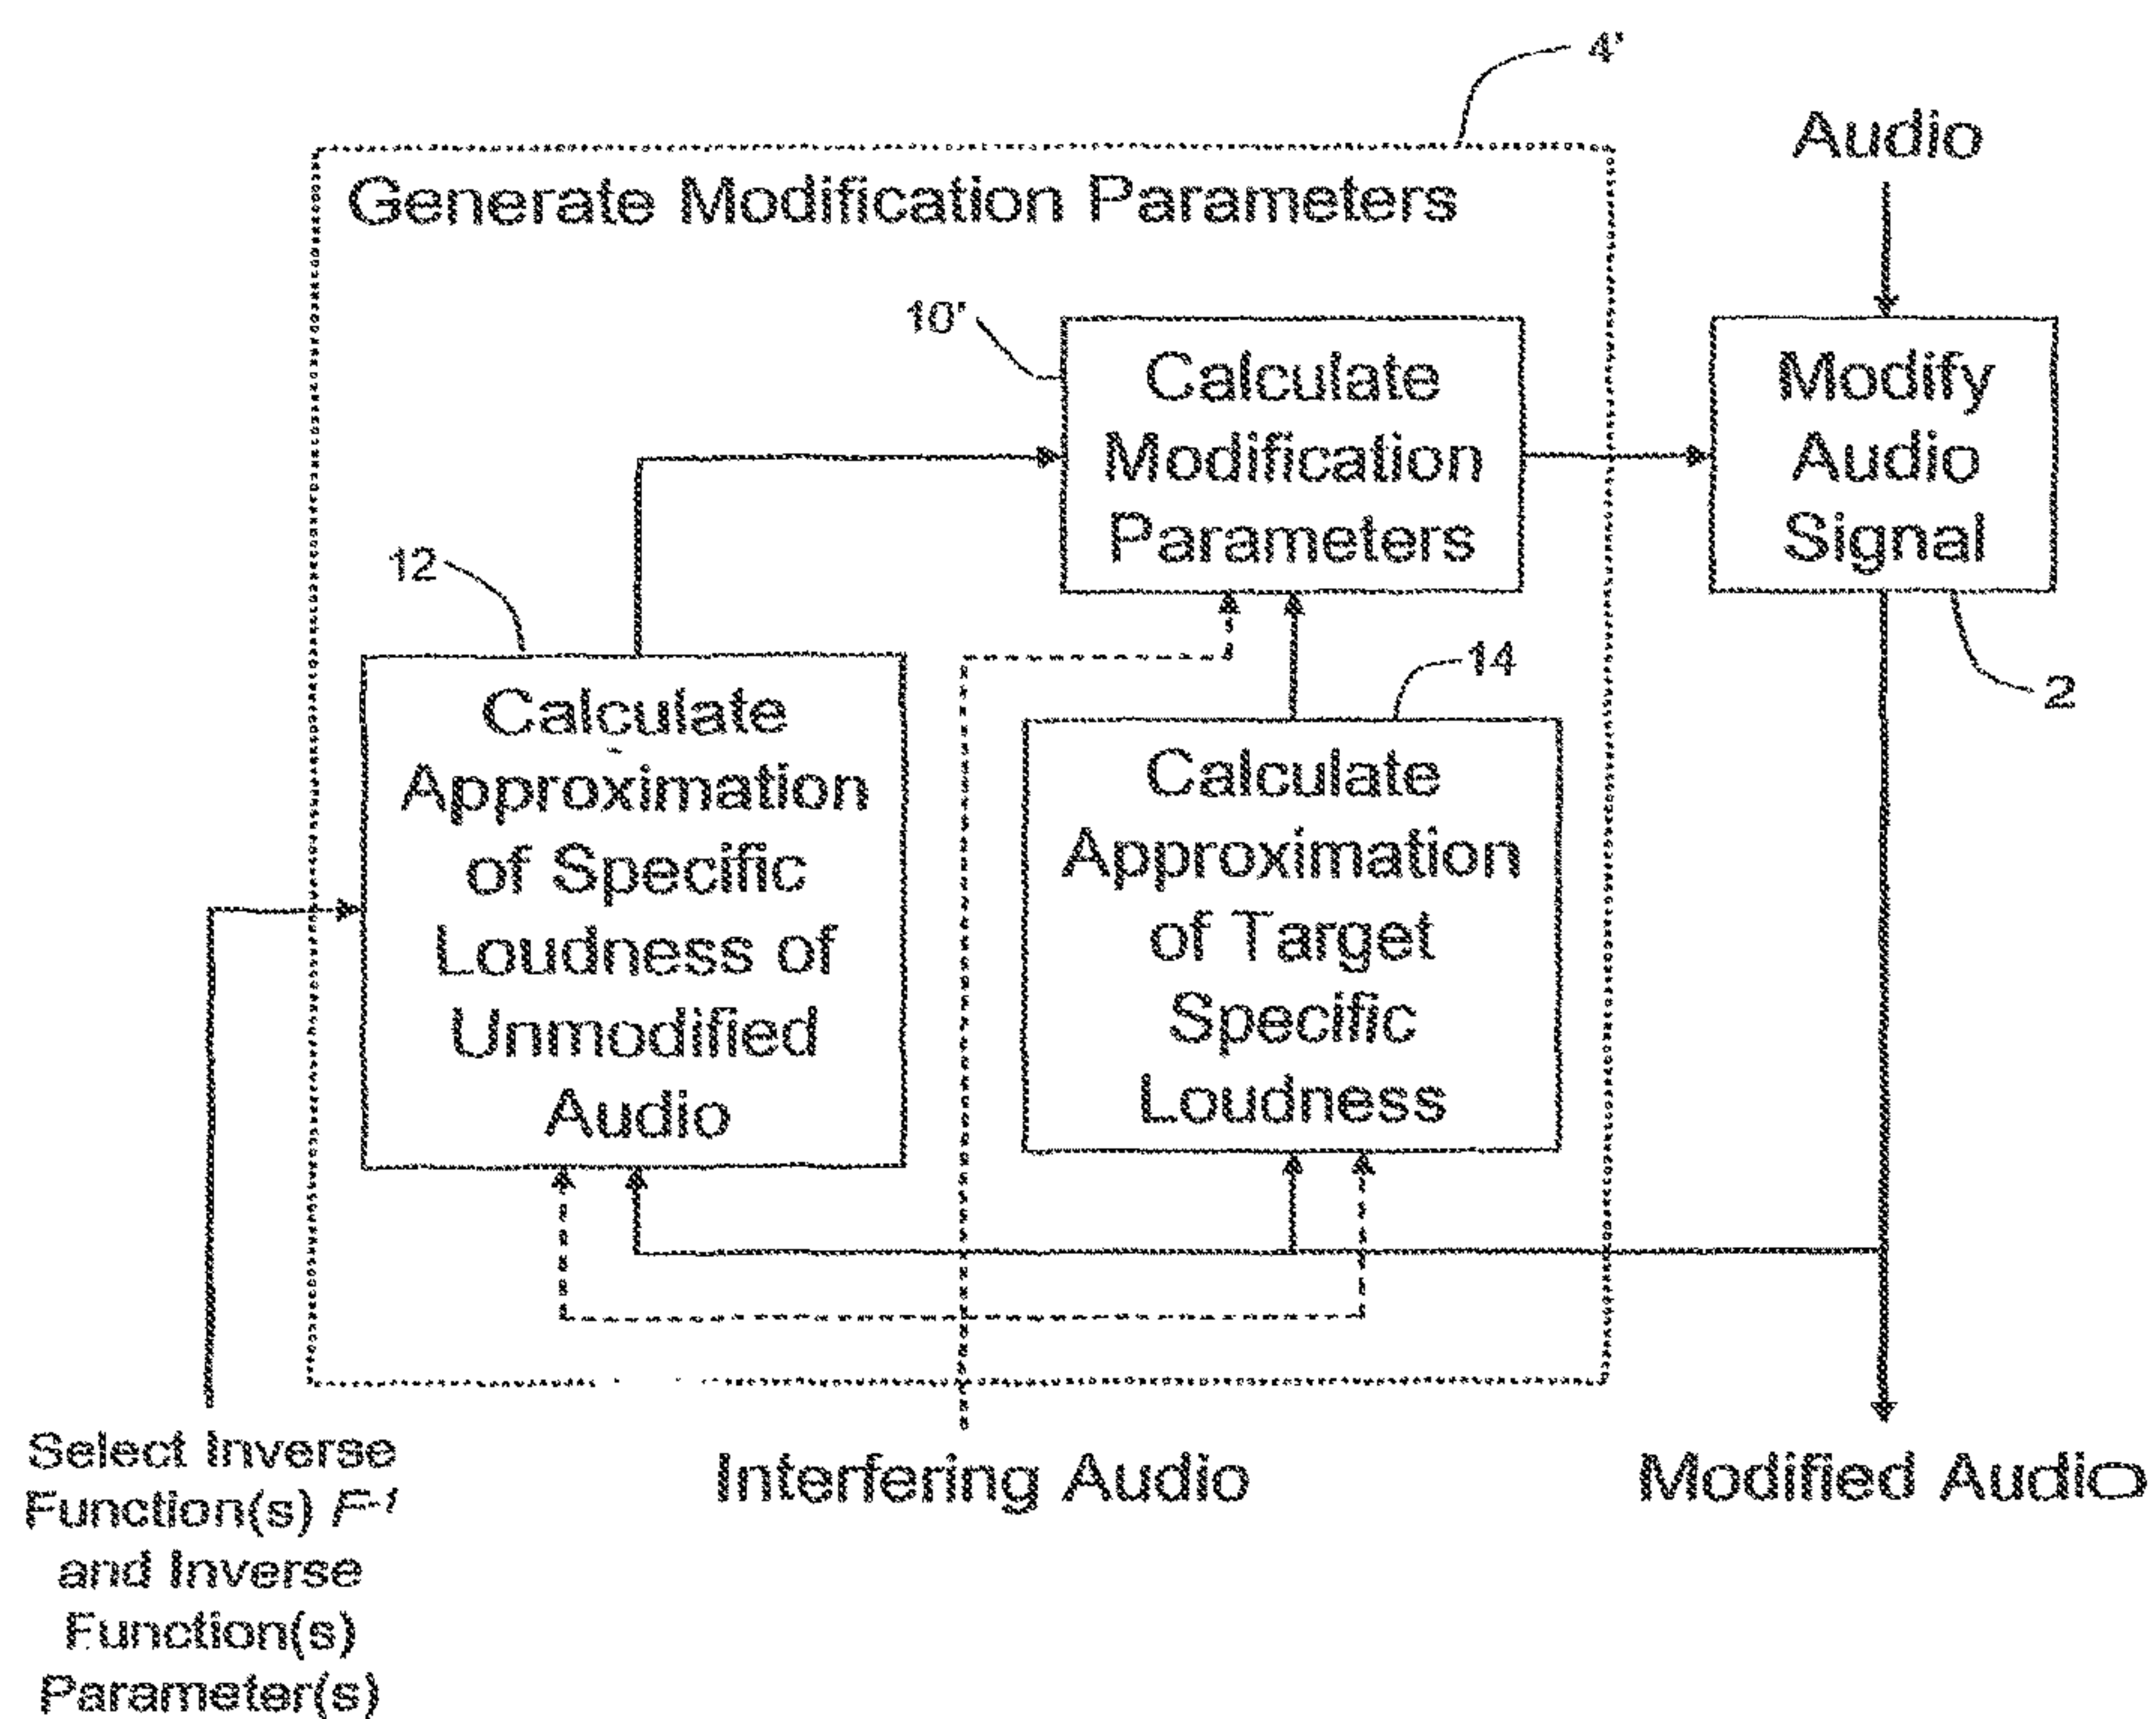 4'
Audio
Generate Modification Parameters
10'
Calculate
Modification
Parameters
Modify
Audio
Signal
12
14
2
Calculate
Approximation
of Specific
Loudness of
Unmodified
Audio
Calculate
Approximation
of Target
Specific
Loudness
Select Inverse
Function(s) F-1
and Inverse
Function(s)
Parameter(s)
Interfering Audio
Modified Audio